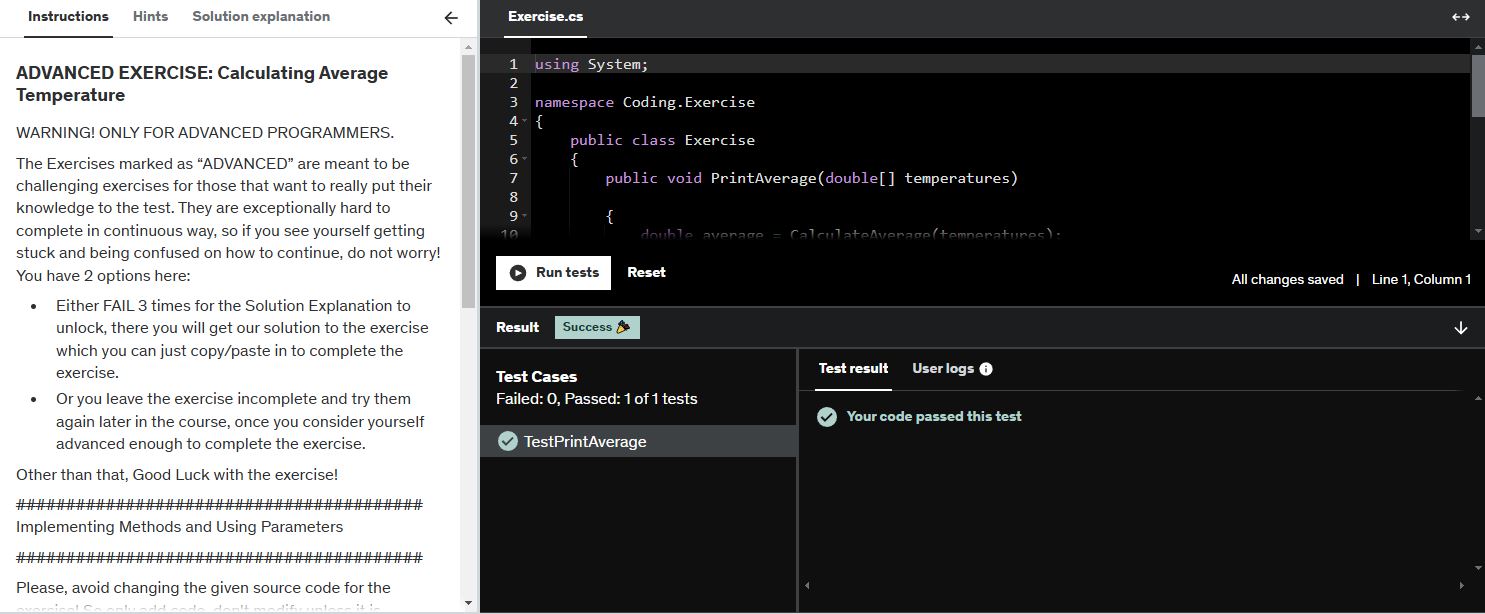 Instructions Hints Solution explanation
ADVANCED EXERCISE: Calculating Average
Temperature
WARNING! ONLY FOR ADVANCED PROGRAMMERS.
The Exercises marked as “ADVANCED” are meant to be
challenging exercises for those that want to really put their
knowledge to the test. They are exceptionally hard to
complete in continuous way, so if you see yourself getting
stuck and being confused on how to continue, do not worry!
You have 2 options here:
• Either FAIL 3 times for the Solution Explanation to
unlock, there you will get our solution to the exercise
which you can just copy/paste in to complete the
exercise.
• Or you leave the exercise incomplete and try them
again later in the course, once you consider yourself
advanced enough to complete the exercise.
Other than that, Good Luck with the exercise!
#########################################
Implementing Methods and Using Parameters
#########################################
Please, avoid changing the given source code for the
exercise! So only add code, don't modify unless it is
Exercise.cs
1 using System;
2
3 namespace Coding.Exercise
4 {
5 public class Exercise
6 {
7 public void PrintAverage(double[] temperatures)
8
9 {
10 double average = CalculateAverage(temperatures);
Run tests Reset
All changes saved | Line 1, Column 1
Result Success
Test Cases
Failed: 0, Passed: 1 of 1 tests
TestPrintAverage
Test result User logs
Your code passed this test